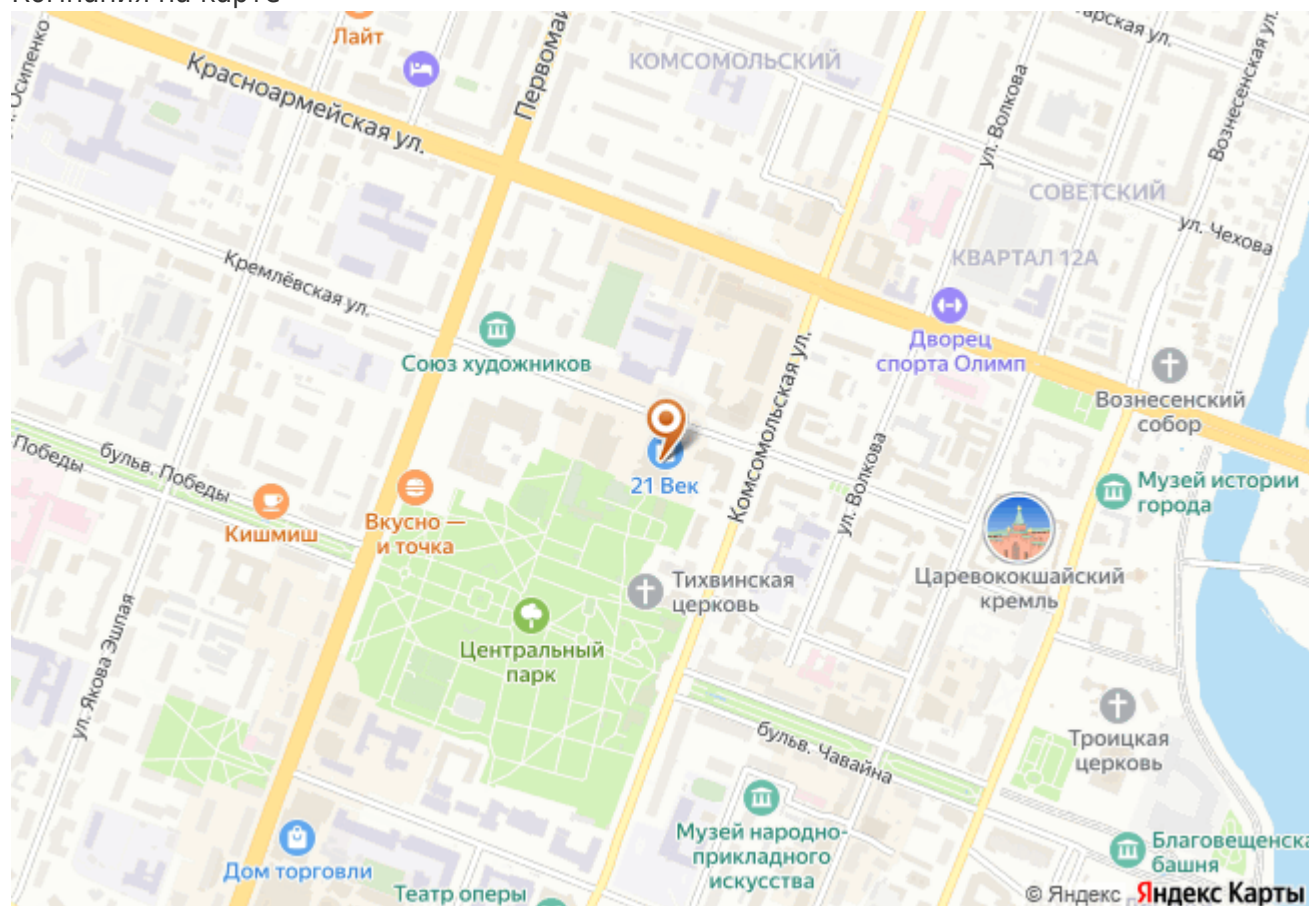 Компания на карте
Лайт
Красноармейская ул.
КОМСОМОЛЬСКИЙ
ул. Волкова
Вознесенская ул.
СОВЕТСКИЙ
ул. Чехова
КВАРТАЛ 12А
Кремлёвская ул.
Союз художников
Дворец
спорта Олимп
Комсомольская ул.
Вознесенский
собор
21 Век
Победы
бульв. Победы
Кишмиш
Вкусно —
и точка
ул. Волкова
Музей истории
города
Царевококшайский
кремль
Тихвинская
церковь
Центральный
парк
ул. Якова Эшпая
бульв. Чавайна
Троицкая
церковь
Музей народно-
прикладного
искусства
Дом торговли
Театр оперы
башня
© Яндекс Яндекс Карты